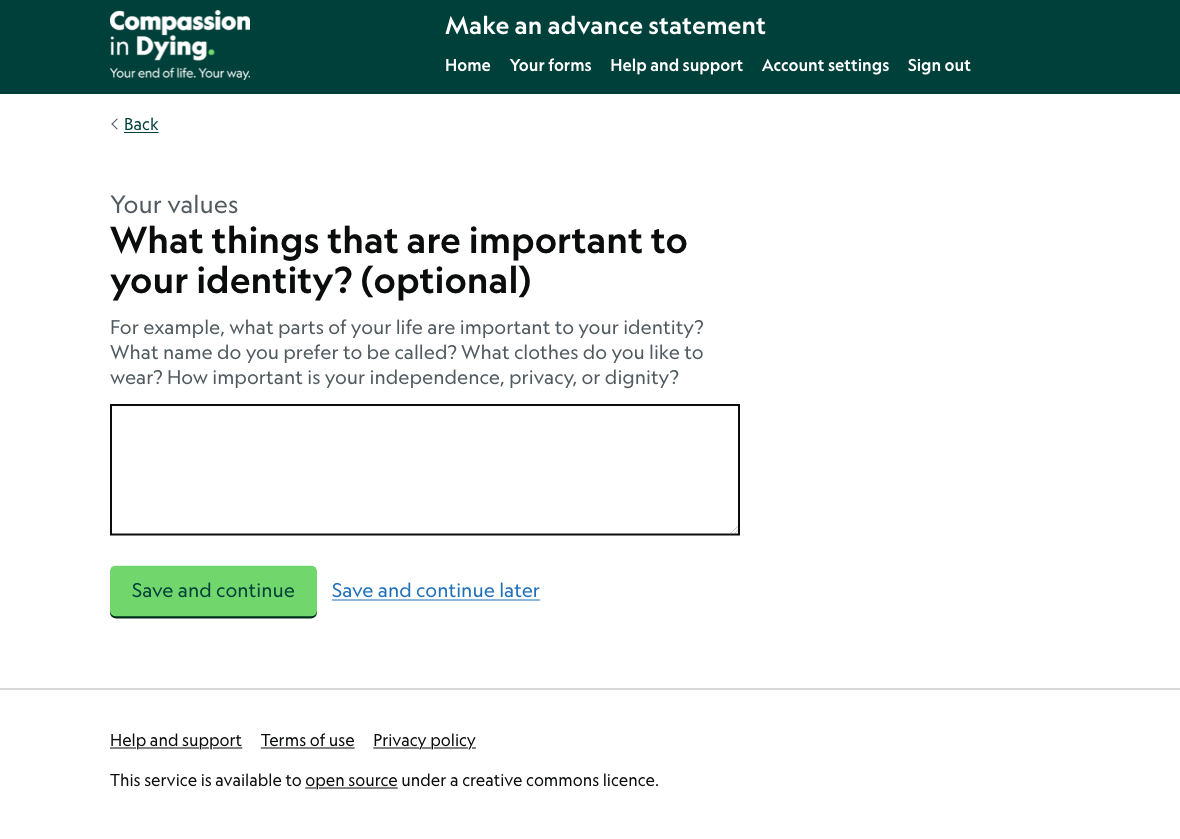 Compassion
in Dying.
Your end of life. Your way.
Make an advance statement
Home Your forms Help and support Account settings Sign out
< Back
Your values
What things that are important to
your identity? (optional)
For example, what parts of your life are important to your identity?
What name do you prefer to be called? What clothes do you like to
wear? How important is your independence, privacy, or dignity?
Save and continue Save and continue later
Help and support Terms of use Privacy policy
This service is available to open source under a creative commons licence.